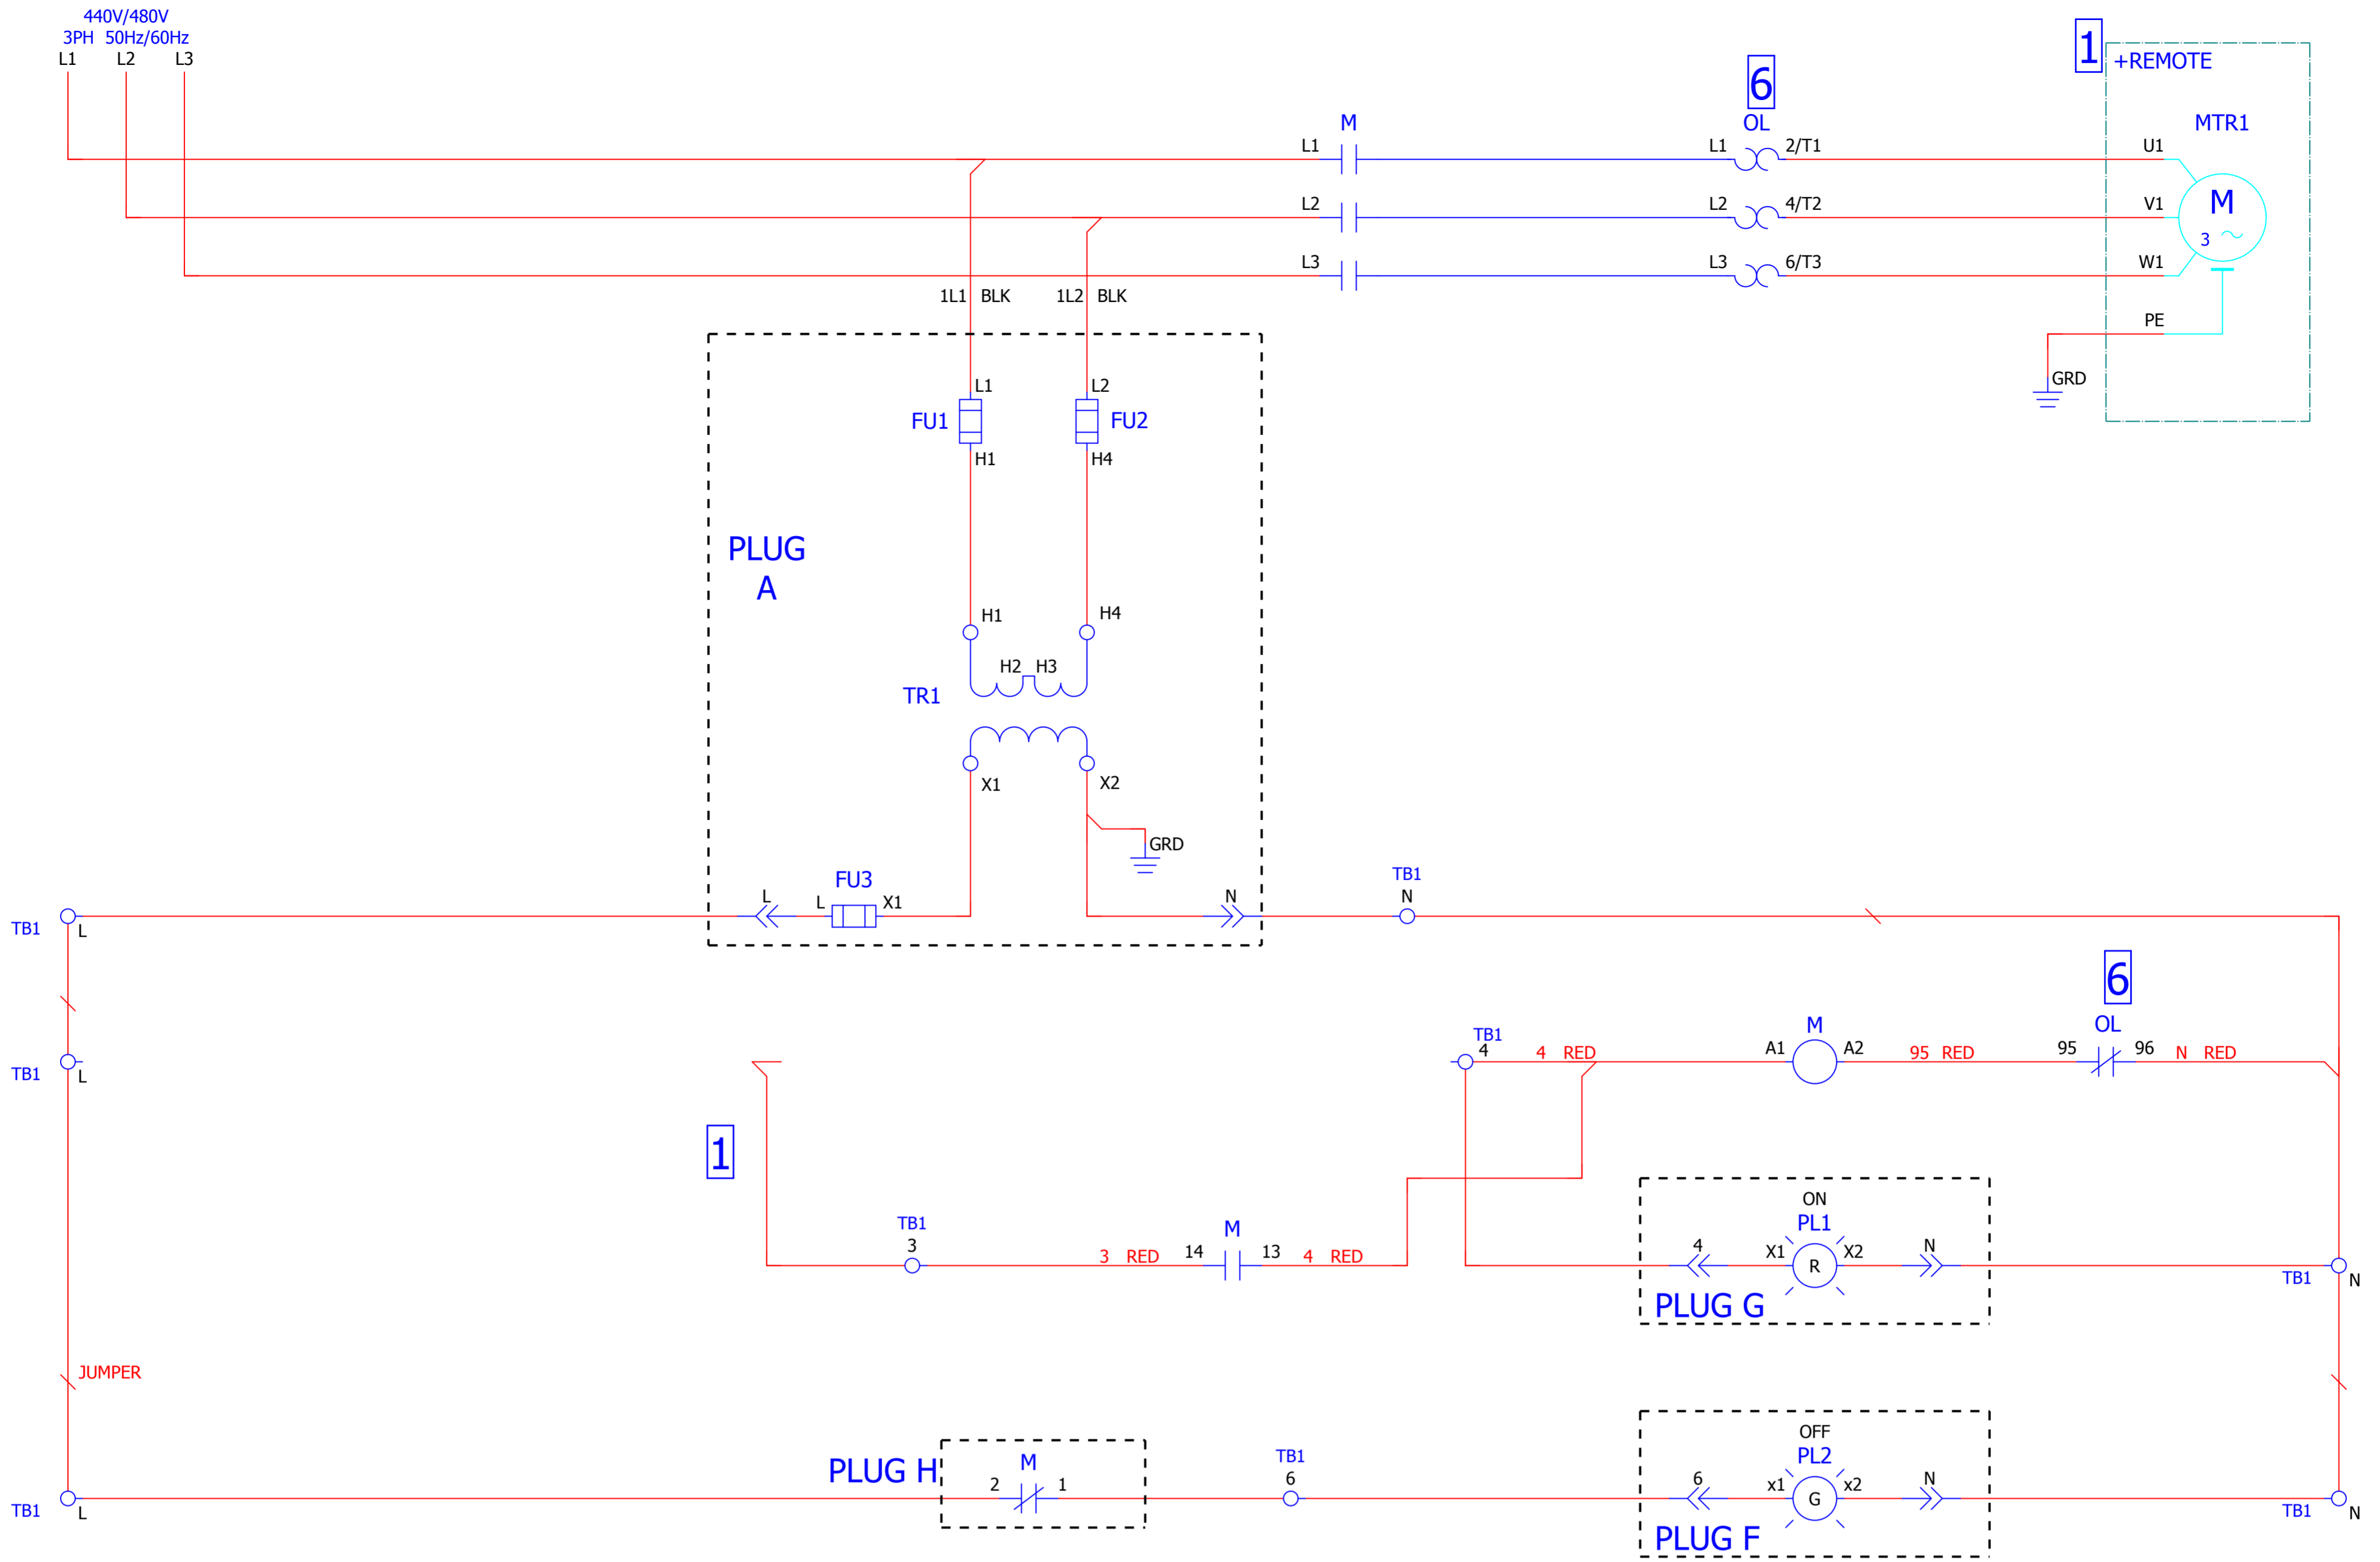 440V/480V
3PH 50Hz/60Hz
L1 L2 L3
1
+REMOTE
6
OL
M
MTR1
L1 L1 2/T1 U1
M
3
L2 L2 4/T2 V1
L3 L3 6/T3 W1
1L1 BLK 1L2 BLK
PE
GRD
L1 L2
FU1 FU2
H1 H4
PLUG
A
H1 H4
H2 H3
TR1
X1 X2
GRD
FU3
L L X1 N
TB1
N
TB1 L
6
OL
M
TB1
4 4 RED A1 A2 95 RED 95 96 N RED
TB1 L
1
ON
PL1
TB1
3
M
3 RED 14 13 4 RED
4 X1 R X2 N
TB1 N
PLUG G
JUMPER
OFF
PL2
PLUG H
M
2 1
TB1
6
6 x1 G x2 N
TB1 L
TB1 N
PLUG F